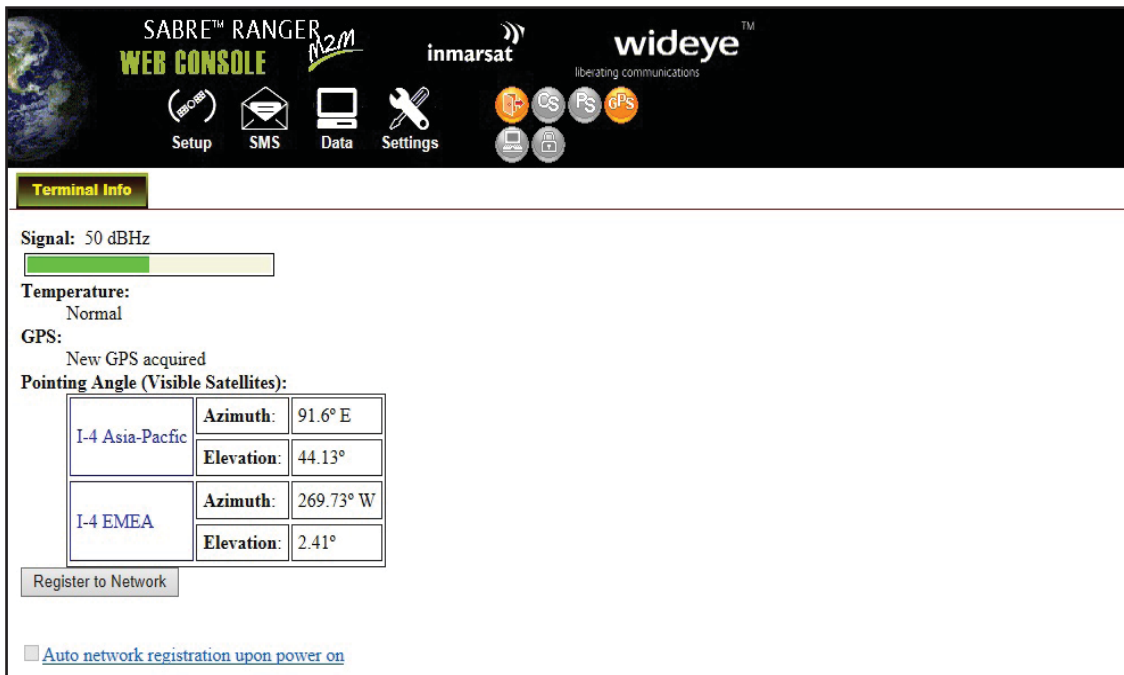 SABRE™ RANGER M2M
WEB CONSOLE
inmarsat
wideye™
liberating communications
CS PS GPS
Setup SMS Data Settings
Terminal Info
Signal: 50 dBHz
Temperature:
Normal
GPS:
New GPS acquired
Pointing Angle (Visible Satellites):
I-4 Asia-Pacfic
Azimuth: 91.6° E
Elevation: 44.13°
I-4 EMEA
Azimuth: 269.73° W
Elevation: 2.41°
Register to Network
Auto network registration upon power on